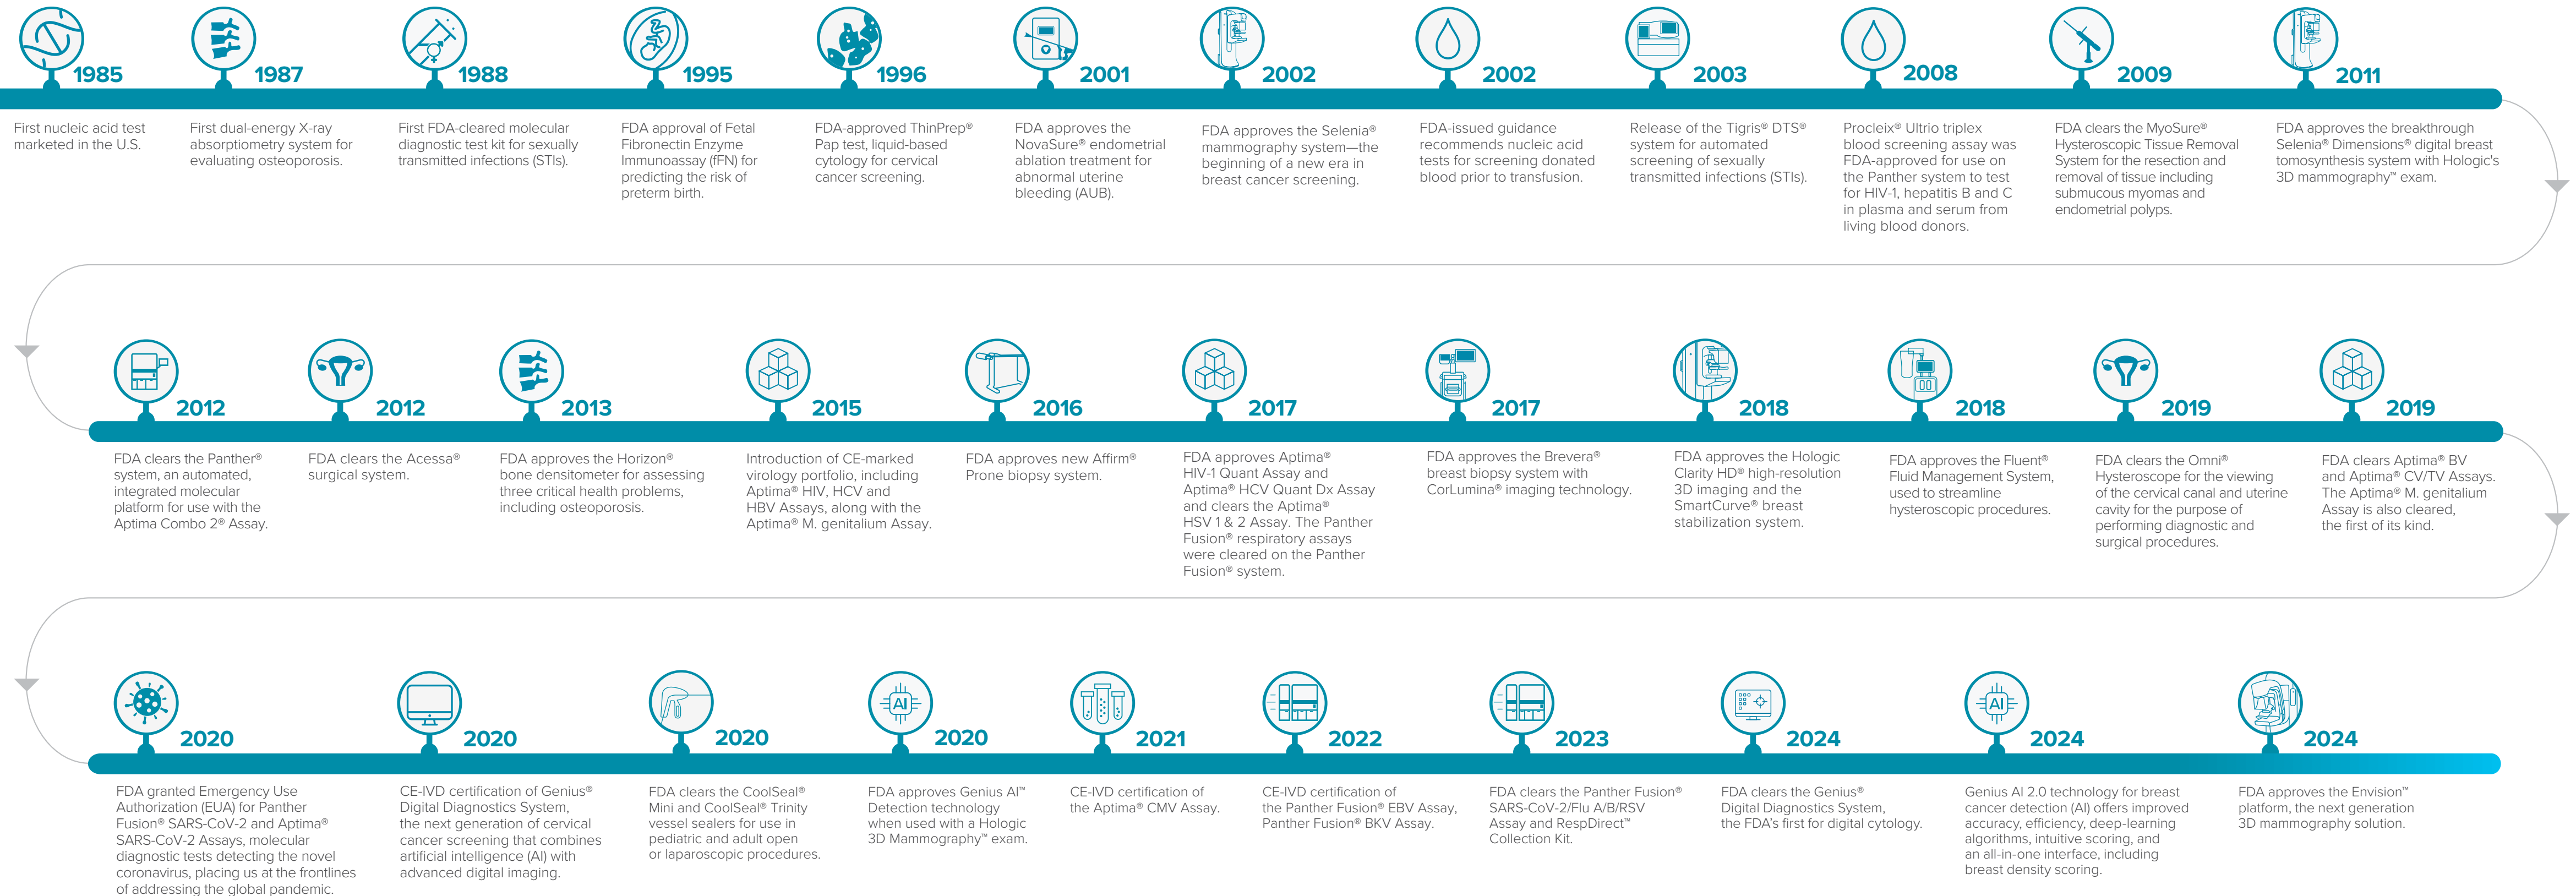 1985
First nucleic acid test
marketed in the U.S.
1987
First dual-energy X-ray
absorptiometry system for
evaluating osteoporosis.
1988
First FDA-cleared molecular
diagnostic test kit for sexually
transmitted infections (STIs).
1995
FDA approval of Fetal
Fibronectin Enzyme
Immunoassay (fFN) for
predicting the risk of
preterm birth.
1996
FDA-approved ThinPrep®
Pap test, liquid-based
cytology for cervical
cancer screening.
2001
FDA approves the
NovaSure® endometrial
ablation treatment for
abnormal uterine
bleeding (AUB).
2002
FDA approves the Selenia®
mammography system—the
beginning of a new era in
breast cancer screening.
2002
FDA-issued guidance
recommends nucleic acid
tests for screening donated
blood prior to transfusion.
2003
Release of the Tigris® DTS®
system for automated
screening of sexually
transmitted infections (STIs).
2008
Procleix® Ultrio triplex
blood screening assay was
FDA-approved for use on
the Panther system to test
for HIV-1, hepatitis B and C
in plasma and serum from
living blood donors.
2009
FDA clears the MyoSure®
Hysteroscopic Tissue Removal
System for the resection and
removal of tissue including
submucous myomas and
endometrial polyps.
2011
FDA approves the breakthrough
Selenia® Dimensions® digital breast
tomosynthesis system with Hologic's
3D mammography™ exam.
2012
FDA clears the Panther®
system, an automated,
integrated molecular
platform for use with the
Aptima Combo 2® Assay.
2012
FDA clears the Acessa®
surgical system.
2013
FDA approves the Horizon®
bone densitometer for assessing
three critical health problems,
including osteoporosis.
2015
Introduction of CE-marked
virology portfolio, including
Aptima® HIV, HCV and
HBV Assays, along with the
Aptima® M. genitalium Assay.
2016
FDA approves new Affirm®
Prone biopsy system.
2017
FDA approves Aptima®
HIV-1 Quant Assay and
Aptima® HCV Quant Dx Assay
and clears the Aptima®
HSV 1 & 2 Assay. The Panther
Fusion® respiratory assays
were cleared on the Panther
Fusion® system.
2017
FDA approves the Brevera®
breast biopsy system with
CorLumina® imaging technology.
2018
FDA approves the Hologic
Clarity HD® high-resolution
3D imaging and the
SmartCurve® breast
stabilization system.
2018
FDA approves the Fluent®
Fluid Management System,
used to streamline
hysteroscopic procedures.
2019
FDA clears the Omni®
Hysteroscope for the viewing
of the cervical canal and uterine
cavity for the purpose of
performing diagnostic and
surgical procedures.
2019
FDA clears Aptima® BV
and Aptima® CV/TV Assays.
The Aptima® M. genitalium
Assay is also cleared,
the first of its kind.
2020
FDA granted Emergency Use
Authorization (EUA) for Panther
Fusion® SARS-CoV-2 and Aptima®
SARS-CoV-2 Assays, molecular
diagnostic tests detecting the novel
coronavirus, placing us at the frontlines
of addressing the global pandemic.
2020
CE-IVD certification of Genius®
Digital Diagnostics System,
the next generation of cervical
cancer screening that combines
artificial intelligence (AI) with
advanced digital imaging.
2020
FDA clears the CoolSeal®
Mini and CoolSeal® Trinity
vessel sealers for use in
pediatric and adult open
or laparoscopic procedures.
AI
2020
FDA approves Genius AI™
Detection technology
when used with a Hologic
3D Mammography™ exam.
2021
CE-IVD certification of
the Aptima® CMV Assay.
2022
CE-IVD certification of
the Panther Fusion® EBV Assay,
Panther Fusion® BKV Assay.
2023
FDA clears the Panther Fusion®
SARS-CoV-2/Flu A/B/RSV
Assay and RespDirect™
Collection Kit.
2024
FDA clears the Genius®
Digital Diagnostics System,
the FDA's first for digital cytology.
AI
2024
Genius AI 2.0 technology for breast
cancer detection (AI) offers improved
accuracy, efficiency, deep-learning
algorithms, intuitive scoring, and
an all-in-one interface, including
breast density scoring.
2024
FDA approves the Envision™
platform, the next generation
3D mammography solution.